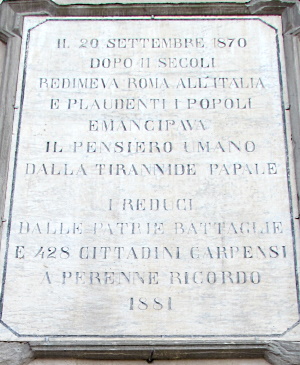 IL 20 SETTEMBRE 1870
DOPO 11 SECOLI
REDIMEVA ROMA ALL'ITALIA
E PLAUDENTI I POPOLI
EMANCIPAVA
IL PENSIERO UMANO
DALLA TIRANNIDE PAPALE
I REDUCI
DALLE PATRIE BATTAGLIE
E 428 CITTADINI CARPENSI
A PERENNE RICORDO
1881